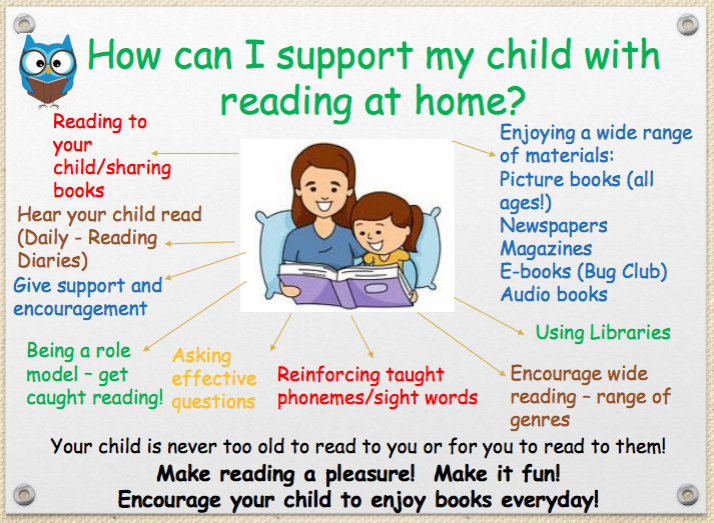 How can I support my child with
reading at home?
Reading to
your
child/sharing
books
Hear your child read
(Daily - Reading
Diaries)
Give support and
encouragement
Being a role
model – get
caught reading!
Asking
effective
questions
Reinforcing taught
phonemes/sight words
Enjoying a wide range
of materials:
Picture books (all
ages!)
Newspapers
Magazines
E-books (Bug Club)
Audio books
Using Libraries
Encourage wide
reading – range of
genres
Your child is never too old to read to you or for you to read to them!
Make reading a pleasure! Make it fun!
Encourage your child to enjoy books everyday!